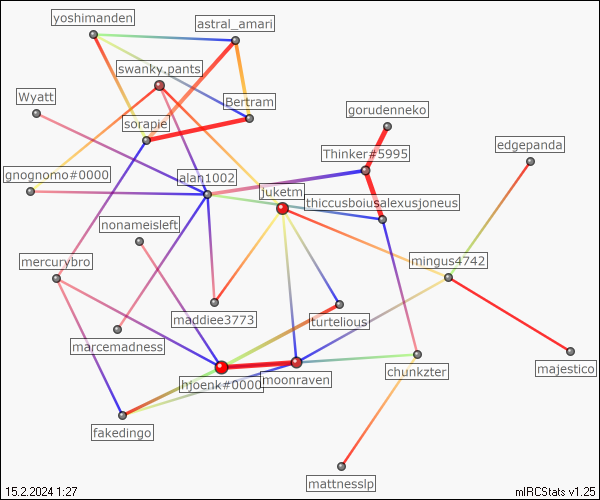 yoshimanden
astral_amari
swanky.pants
Wyatt
Bertram
gorudenneko
sorapie
edgepanda
Thinker#5995
gnognomo#0000
alan1002
juketm
thiccusboiusalexusjoneus
nonameisleft
mercurybro
mingus4742
maddiee3773
turtelious
marcemadness
majestico
chunkzter
hjoenk#0000
moonraven
fakedingo
mattnesslp
15.2.2024 1:27
mIRCStats v1.25